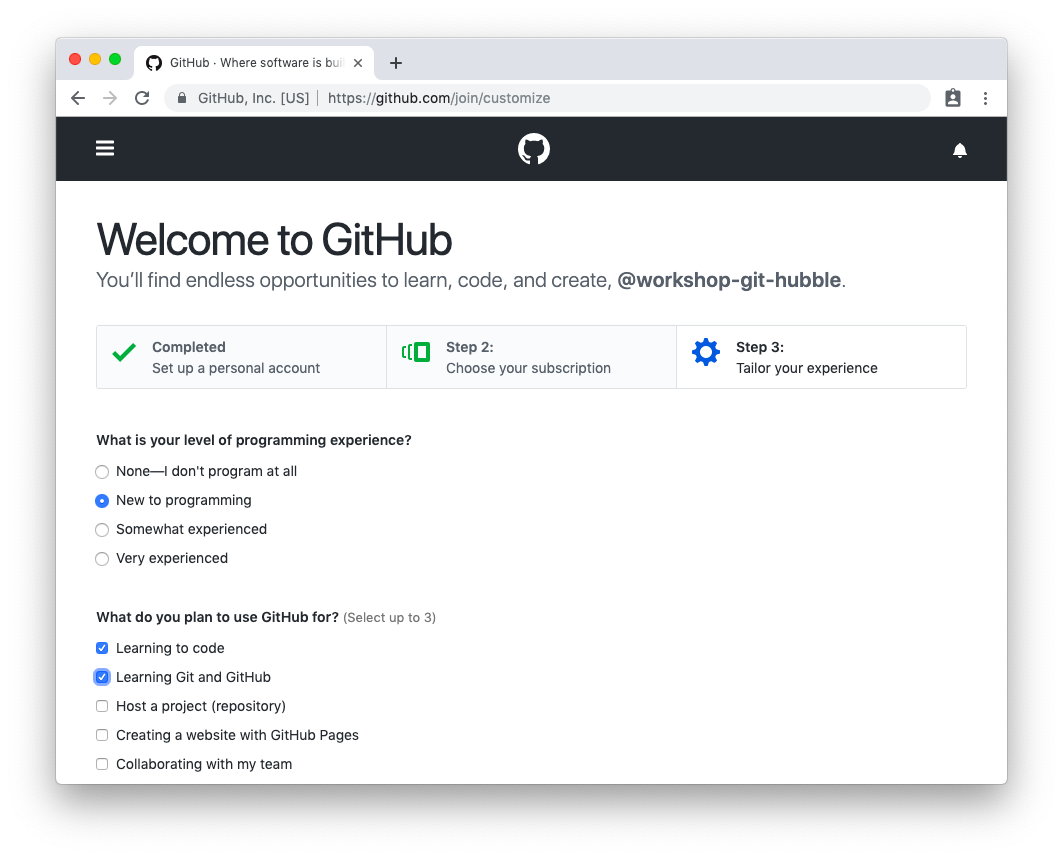 GitHub · Where software is bui
GitHub, Inc. [US] | https://github.com/join/customize
Welcome to GitHub
You’ll find endless opportunities to learn, code, and create, @workshop-git-hubble.
Completed
Set up a personal account
Step 2:
Choose your subscription
Step 3:
Tailor your experience
What is your level of programming experience?
None—I don't program at all
New to programming
Somewhat experienced
Very experienced
What do you plan to use GitHub for? (Select up to 3)
Learning to code
Learning Git and GitHub
Host a project (repository)
Creating a website with GitHub Pages
Collaborating with my team